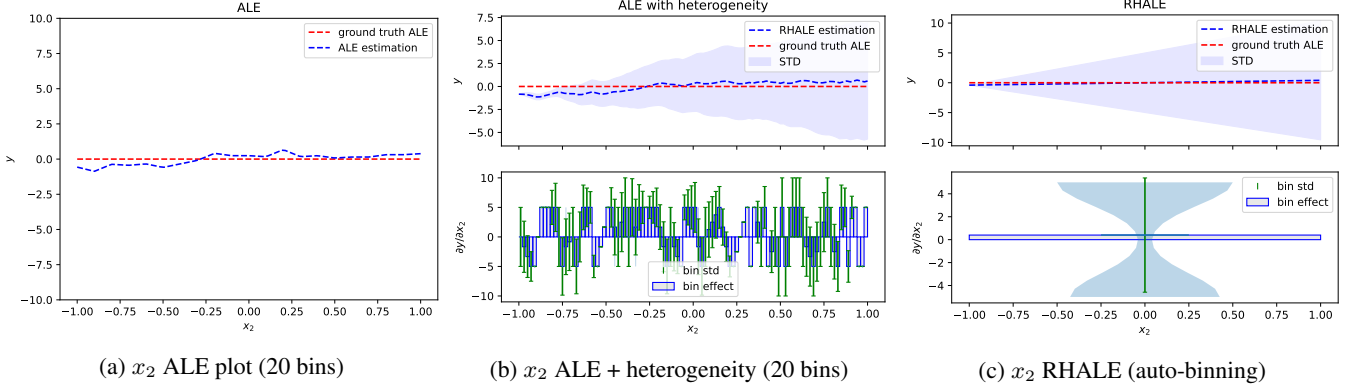 ALE
10.0
7.5
5.0
2.5
0.0
−2.5
−5.0
−7.5
−10.0
y
ground truth ALE
ALE estimation
−1.00 −0.75 −0.50 −0.25 0.00 0.25 0.50 0.75 1.00
x₂
(a) x₂ ALE plot (20 bins)
ALE with heterogeneity
7.5
5.0
2.5
0.0
−2.5
−5.0
y
RHALE estimation
ground truth ALE
STD
10
5
0
−5
−10
∂y/∂x₂
bin std
bin effect
−1.00 −0.75 −0.50 −0.25 0.00 0.25 0.50 0.75 1.00
x₂
(b) x₂ ALE + heterogeneity (20 bins)
RHALE
10
5
0
−5
−10
y
RHALE estimation
ground truth ALE
STD
4
2
0
−2
−4
∂y/∂x₂
bin std
bin effect
−1.00 −0.75 −0.50 −0.25 0.00 0.25 0.50 0.75 1.00
x₂
(c) x₂ RHALE (auto-binning)